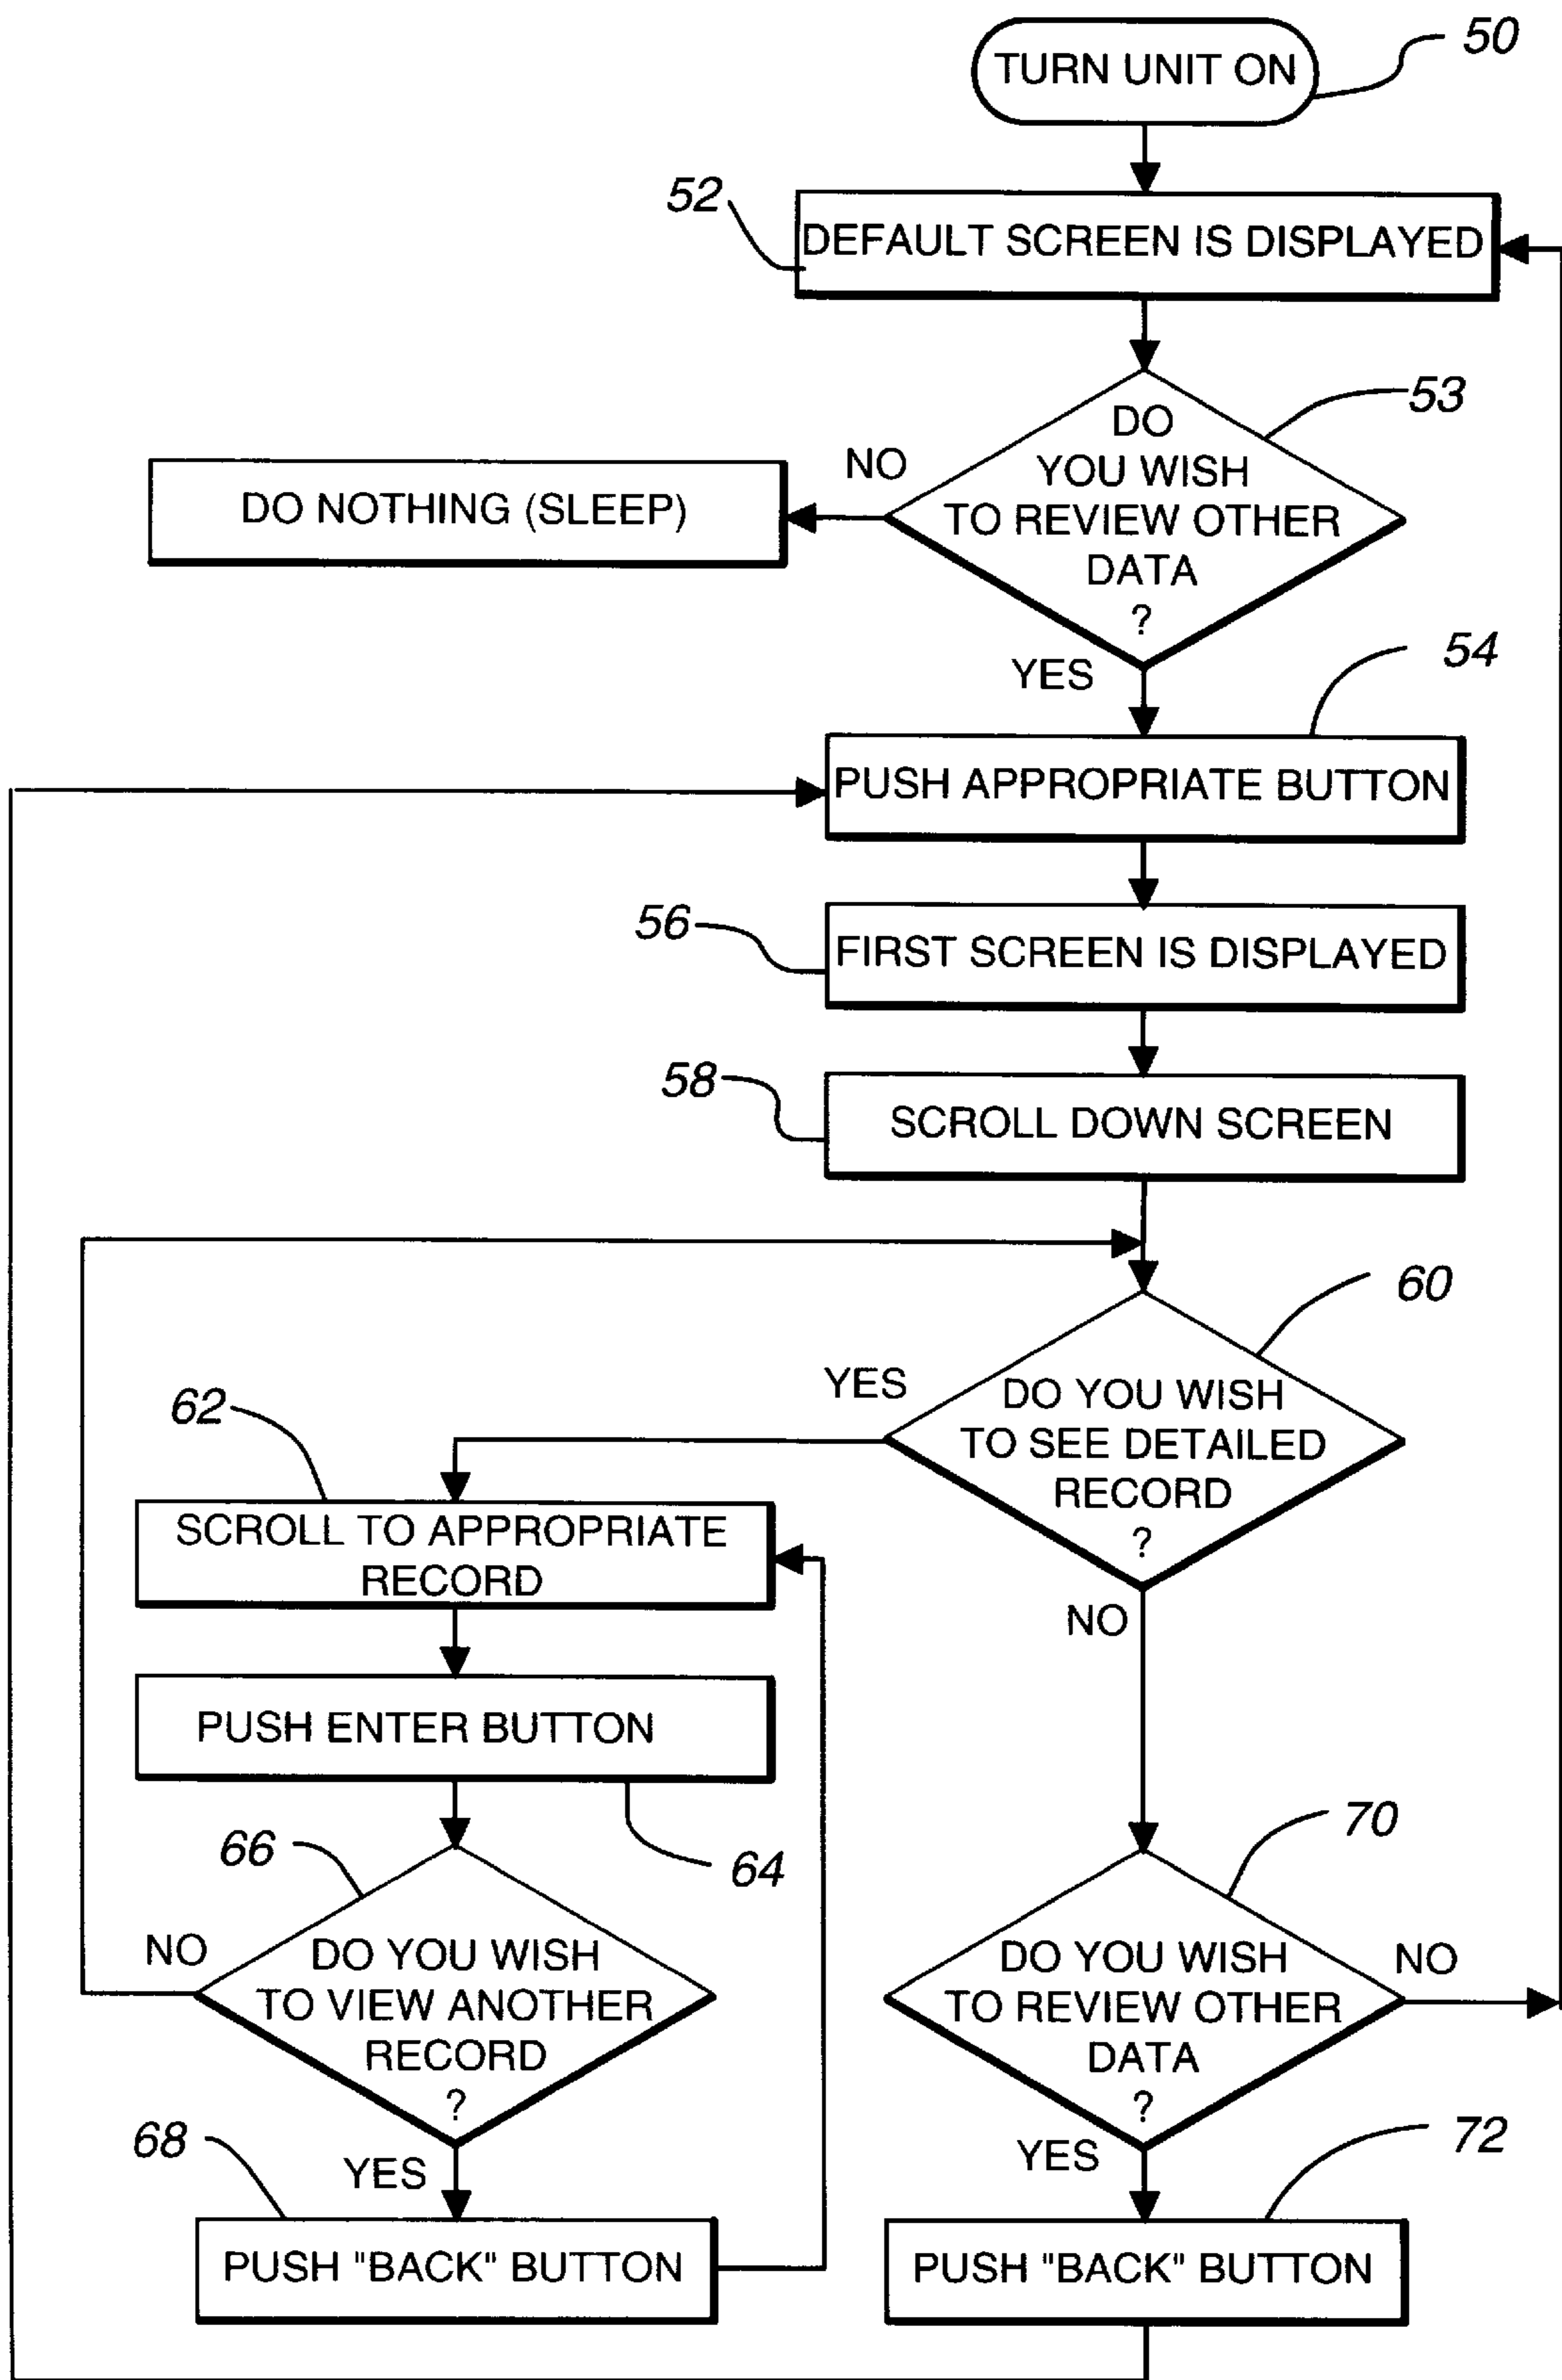 TURN UNIT ON
50
52
DEFAULT SCREEN IS DISPLAYED
53
DO
YOU WISH
TO REVIEW OTHER
DATA
?
NO
DO NOTHING (SLEEP)
YES
54
PUSH APPROPRIATE BUTTON
56
FIRST SCREEN IS DISPLAYED
58
SCROLL DOWN SCREEN
60
DO YOU WISH
TO SEE DETAILED
RECORD
?
YES
62
SCROLL TO APPROPRIATE
RECORD
NO
PUSH ENTER BUTTON
64
66
DO YOU WISH
TO VIEW ANOTHER
RECORD
?
NO
70
DO YOU WISH
TO REVIEW OTHER
DATA
?
NO
68
YES
PUSH "BACK" BUTTON
YES
72
PUSH "BACK" BUTTON